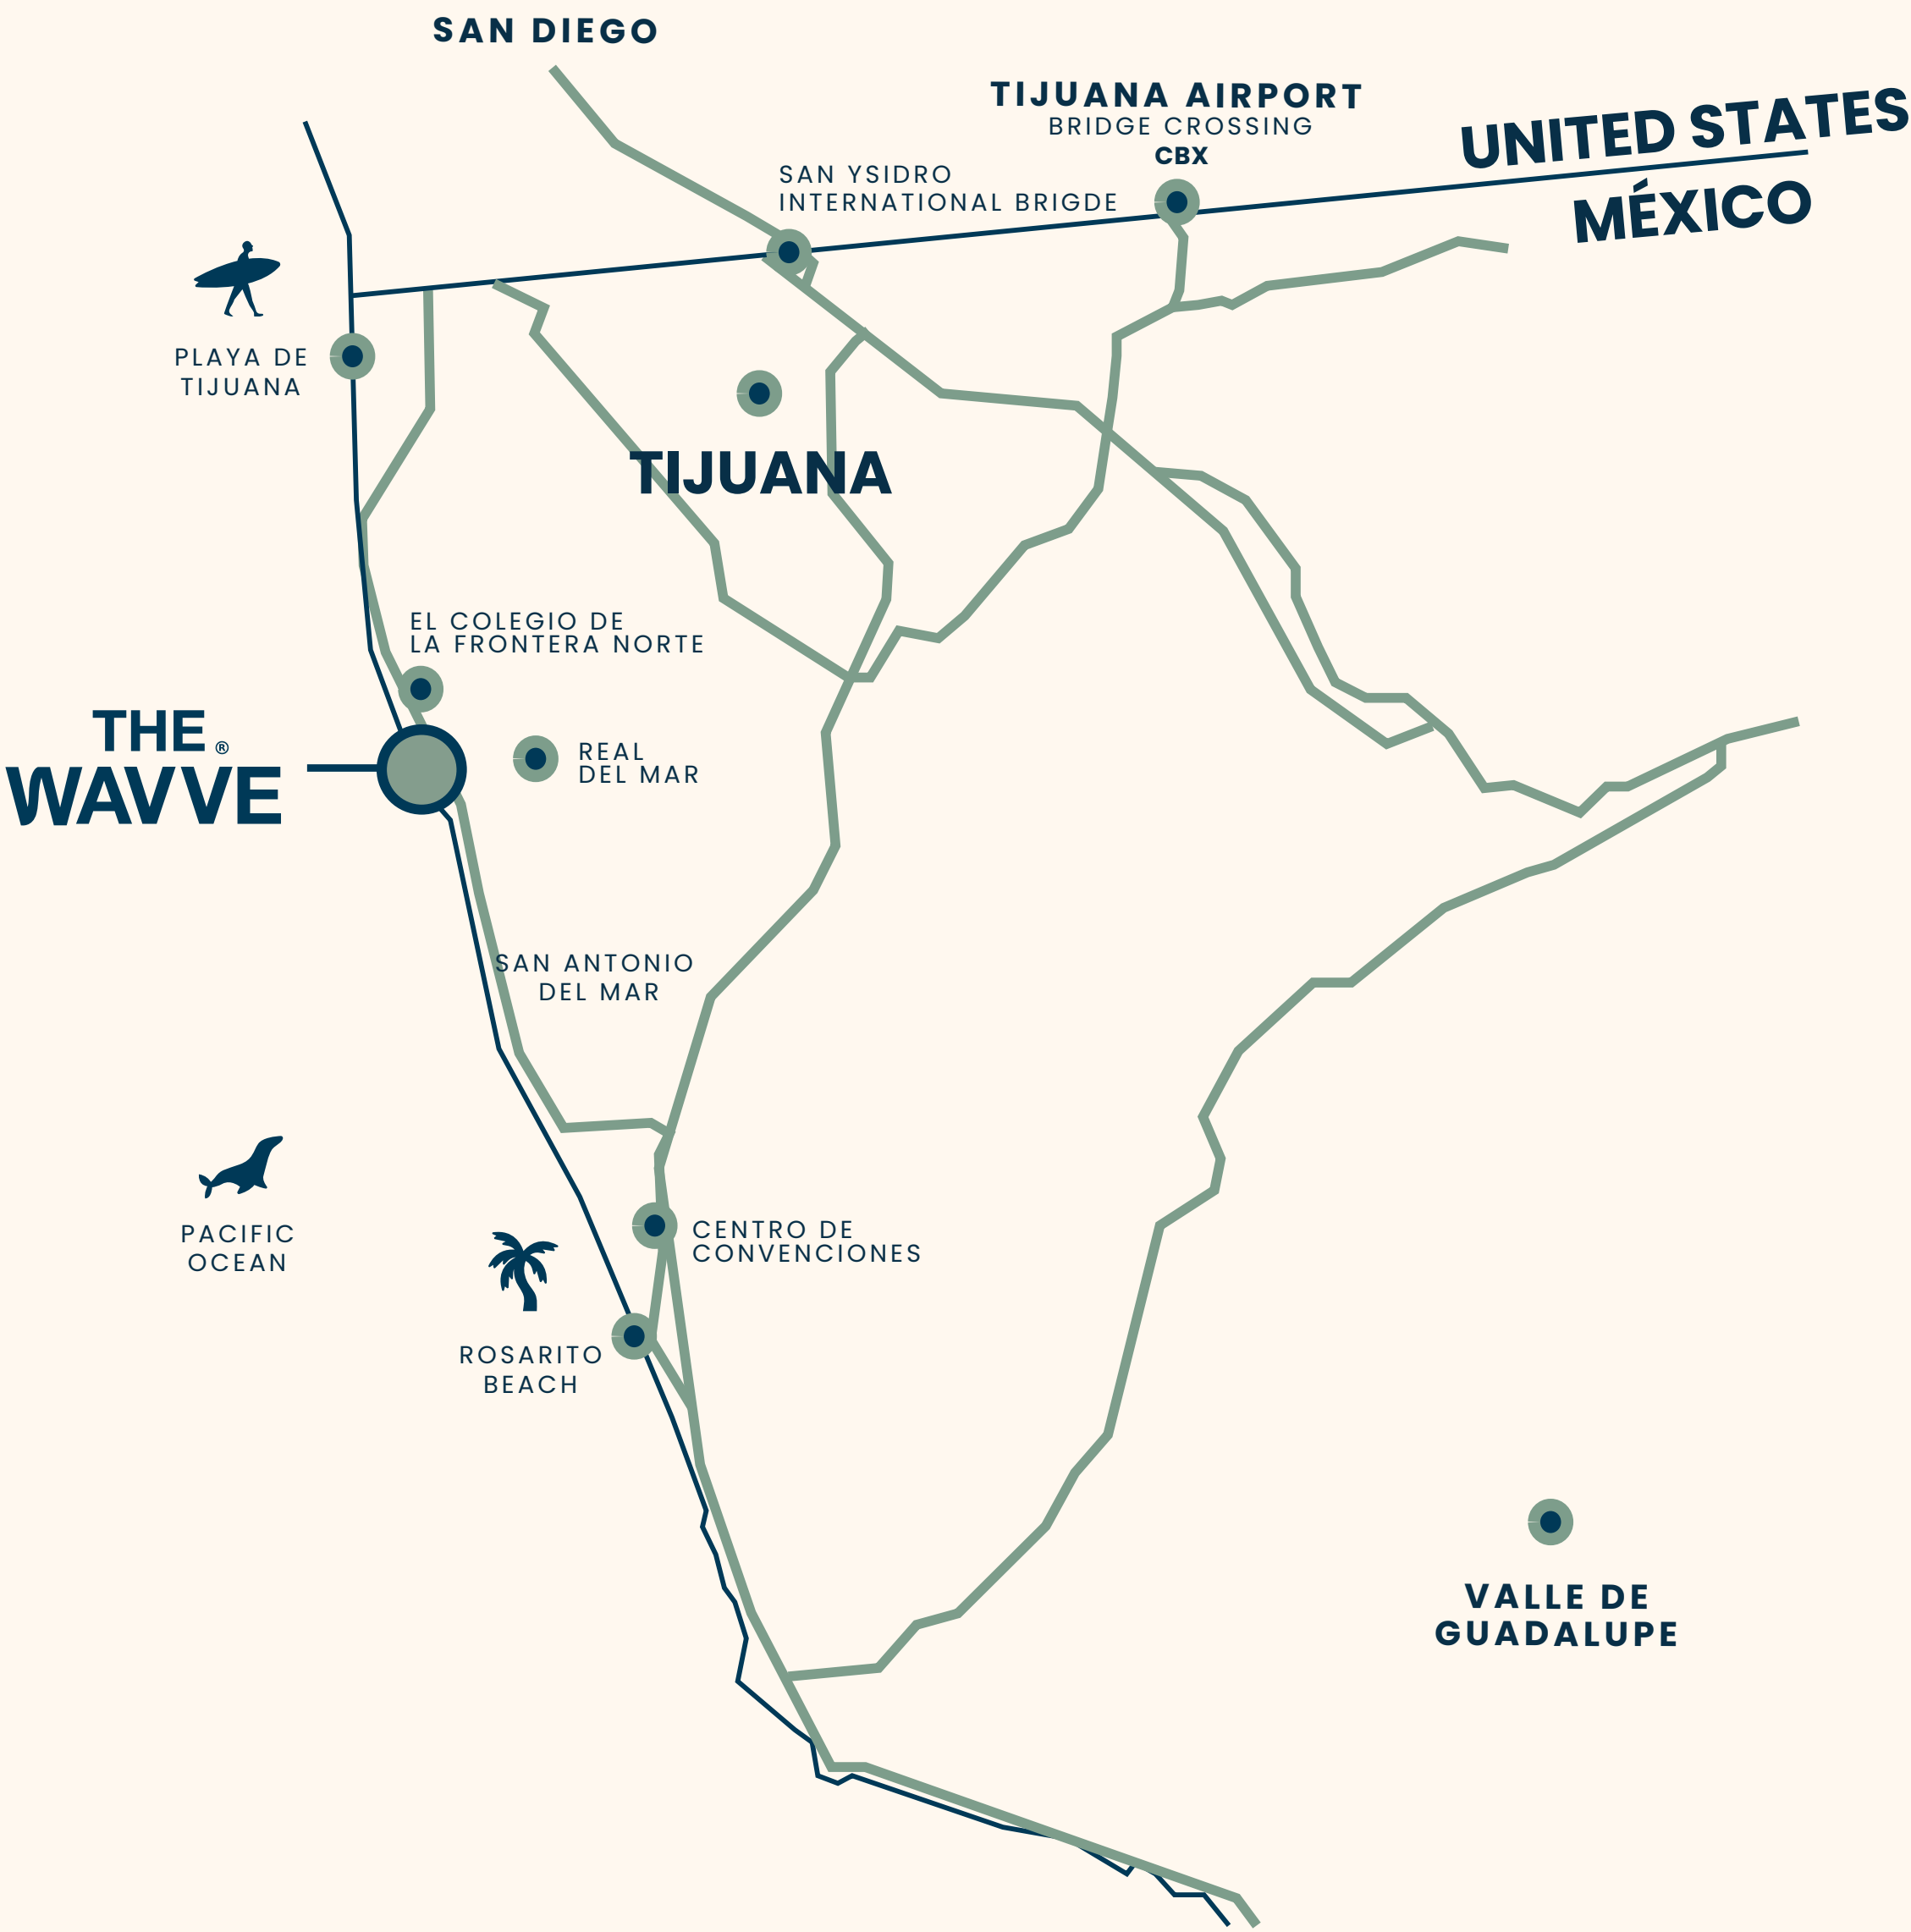 SAN DIEGO
TIJUANA AIRPORT
BRIDGE CROSSING
CBX
UNITED STATES
MÉXICO
SAN YSIDRO
INTERNATIONAL BRIGDE
PLAYA DE
TIJUANA
TIJUANA
EL COLEGIO DE
LA FRONTERA NORTE
THE ®
WAVVE
REAL
DEL MAR
SAN ANTONIO
DEL MAR
PACIFIC
OCEAN
CENTRO DE
CONVENCIONES
ROSARITO
BEACH
VALLE DE
GUADALUPE